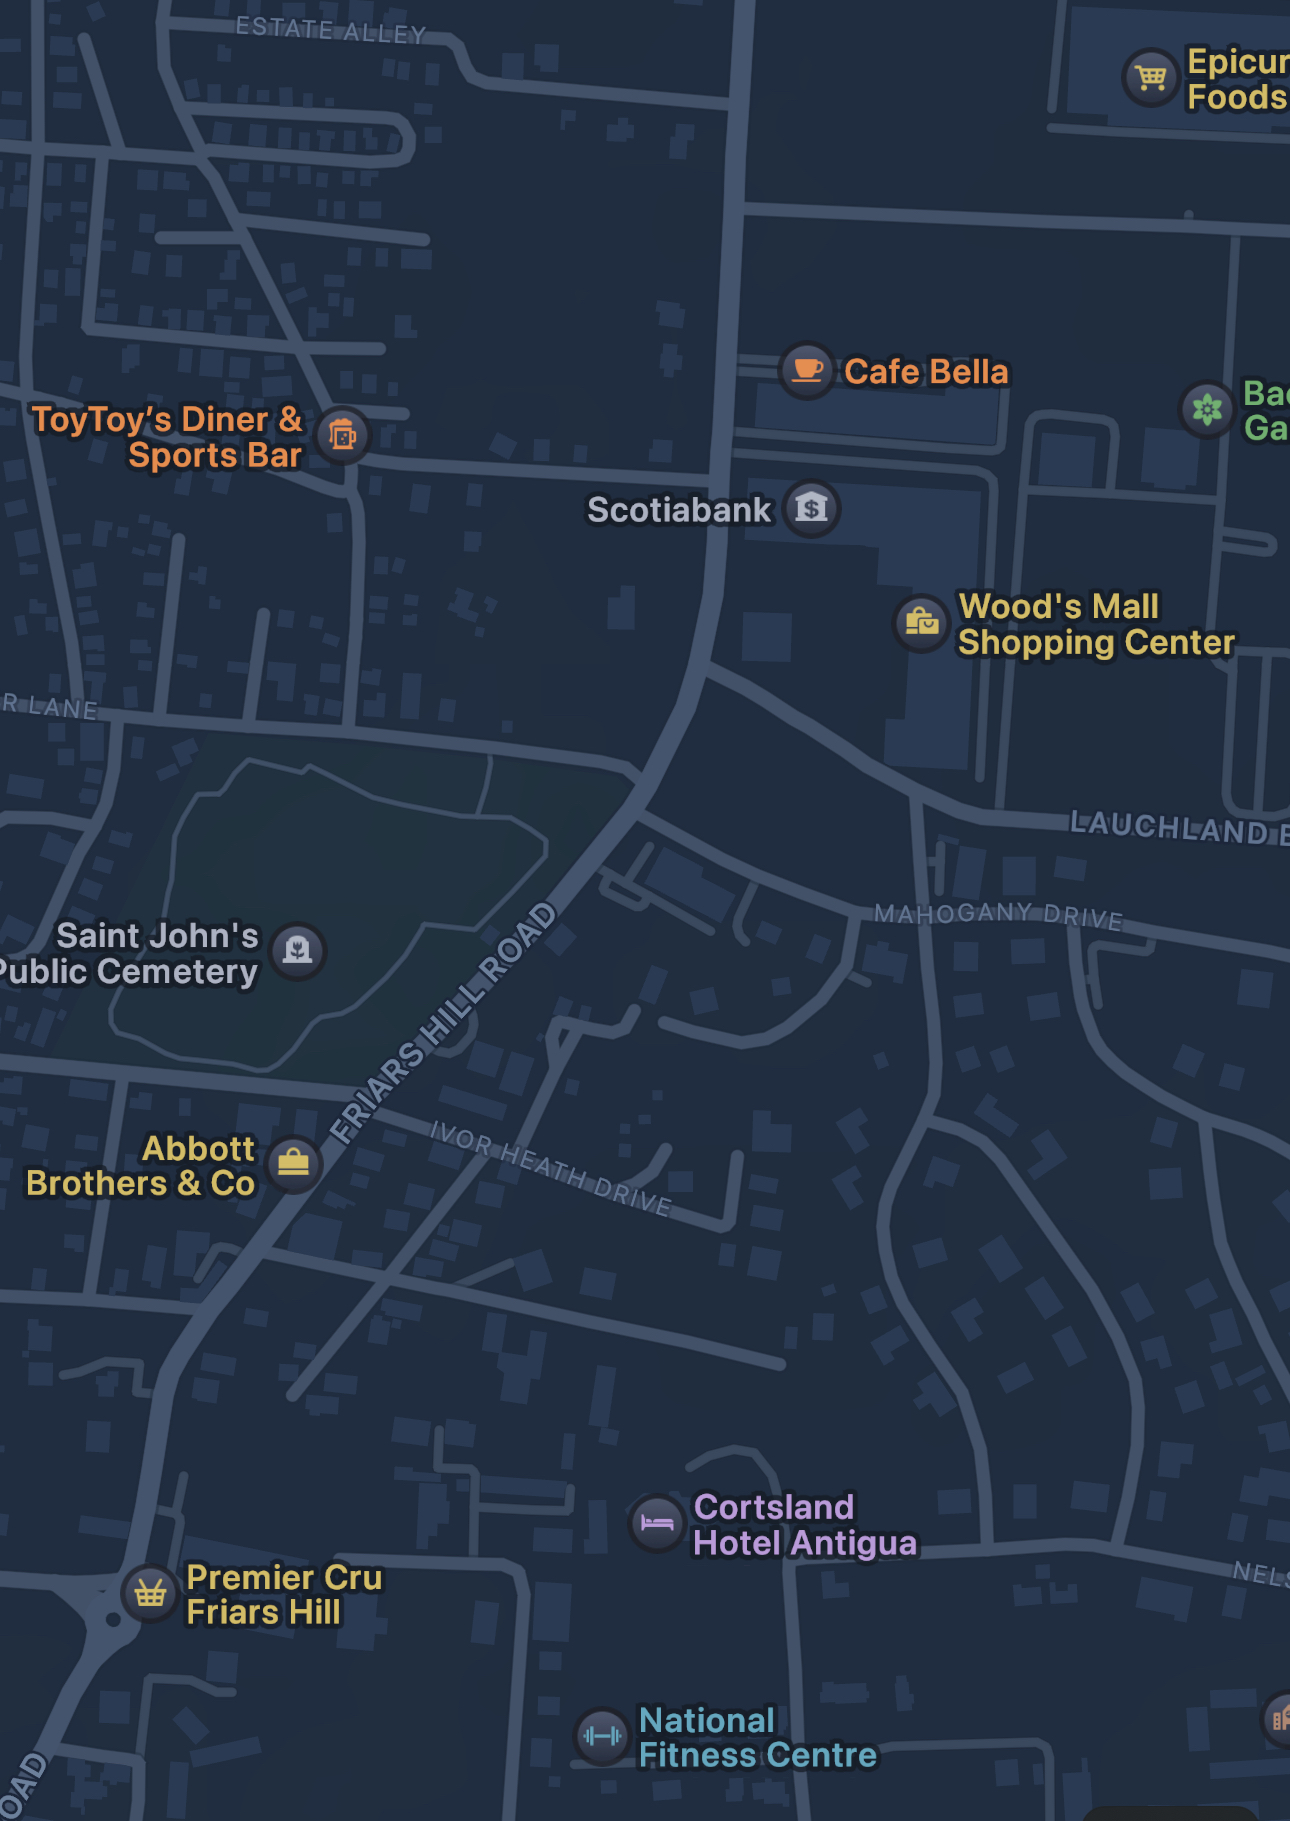 ESTATE ALLEY
Epicur
Foods
Cafe Bella
Bac
Ga
ToyToy's Diner &
Sports Bar
Scotiabank
Wood's Mall
Shopping Center
R LANE
LAUCHLAND B
MAHOGANY DRIVE
Saint John's
Public Cemetery
FRIARS HILL ROAD
IVOR HEATH DRIVE
Abbott
Brothers & Co
Cortsland
Hotel Antigua
NELS
Premier Cru
Friars Hill
National
Fitness Centre
OAD